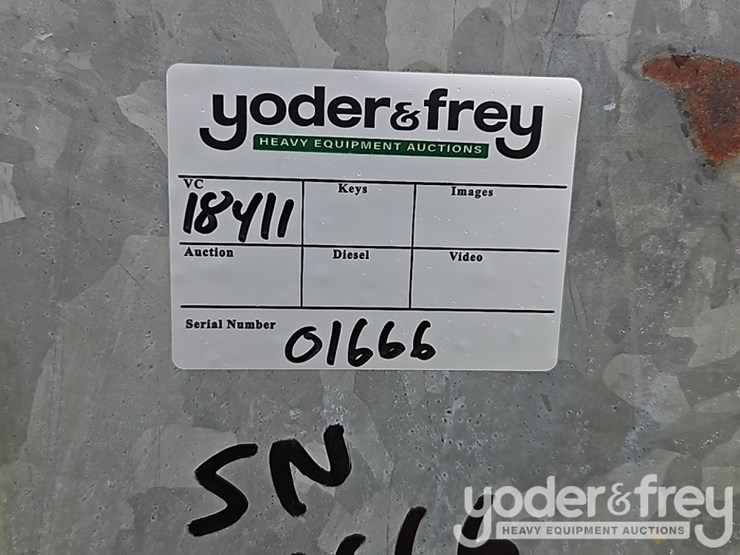 yoder&frey
HEAVY EQUIPMENT AUCTIONS
VC Keys Images
18411
Auction Diesel Video
Serial Number 01666
SN
yoder&frey
HEAVY EQUIPMENT AUCTIONS